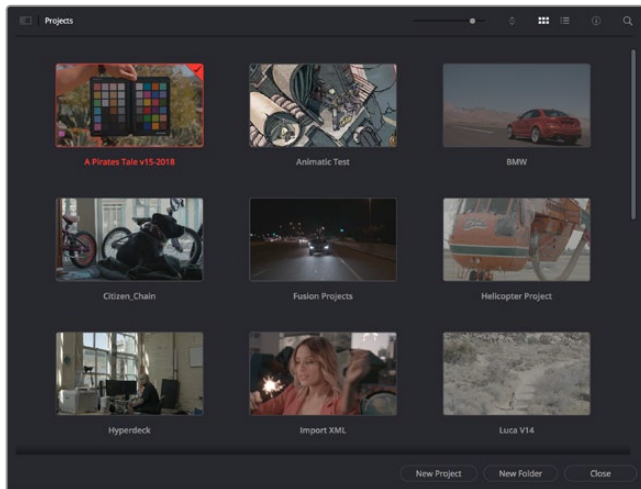 Projects
A Pirates Tale v15-2018
Animatic Test
BMW
Citizen_Chain
Fusion Projects
Helicopter Project
Hyperdeck
Import XML
Luca V14
New Project
New Folder
Close